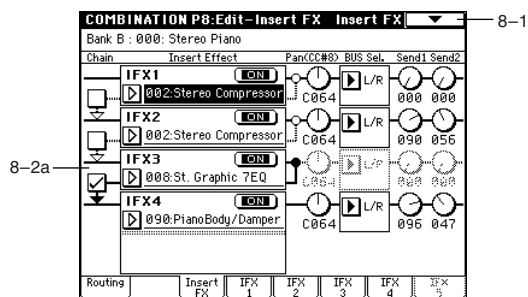 COMBINATION P8:Edit-Insert FX Insert FX
8-1
Bank B : 000: Stereo Piano
Chain Insert Effect Pan(CC#8) BUS Sel. Send1 Send2
IFX1 ON
002:Stereo Compressor C064 L/R 000 000
IFX2 ON
002:Stereo Compressor C064 L/R 090 056
8-2a
IFX3 ON
008:St. Graphic 7EQ C064 L/R
IFX4 ON
090:PianoBody/Damper C064 L/R 096 047
Routing Insert FX IFX 1 IFX 2 IFX 3 IFX 4 IFX 5